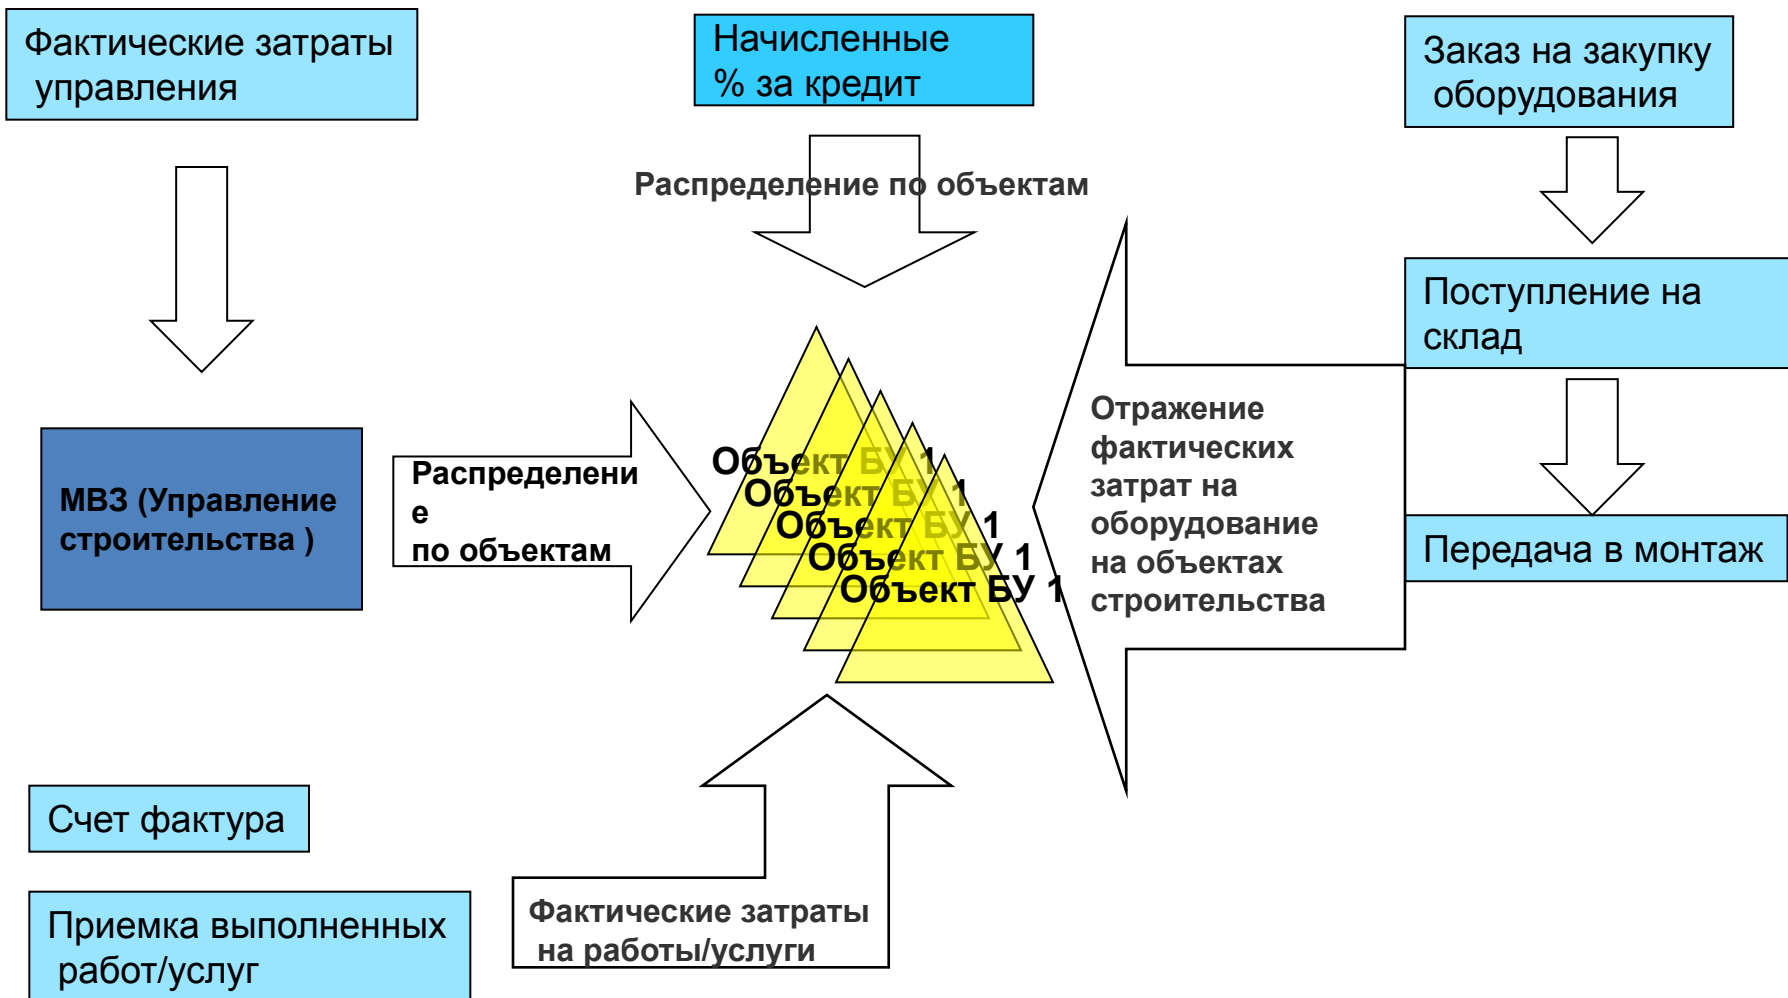 Фактические затраты
управления
Начисленные
% за кредит
Заказ на закупку
оборудования
Распределение по объектам
Поступление на
склад
МВЗ (Управление
строительства )
Распределени
е
по объектам
Объект БУ 1
Объект БУ 1
Объект БУ 1
Объект БУ 1
Объект БУ 1
Отражение
фактических
затрат на
оборудование
на объектах
строительства
Передача в монтаж
Счет фактура
Приемка выполненных
работ/услуг
Фактические затраты
на работы/услуги